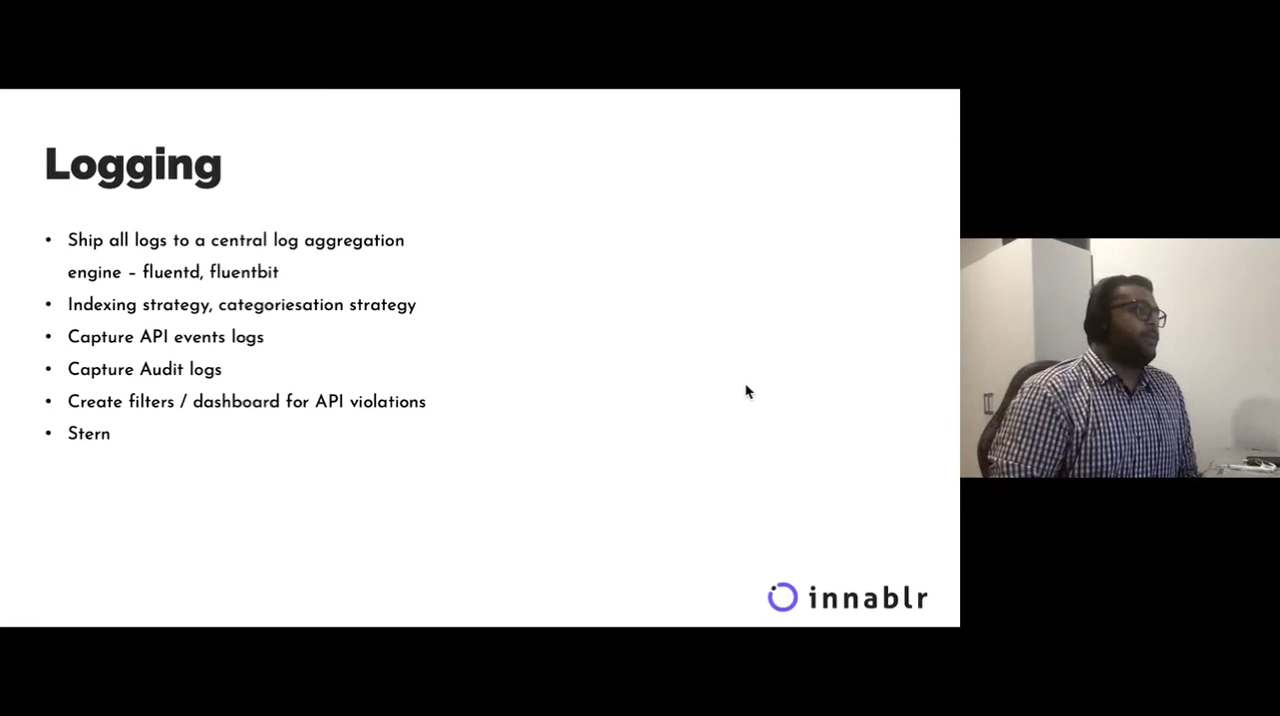 Logging
• Ship all logs to a central log aggregation
engine – fluentd, fluentbit
• Indexing strategy, categoriesation strategy
• Capture API events logs
• Capture Audit logs
• Create filters / dashboard for API violations
• Stern
innablr